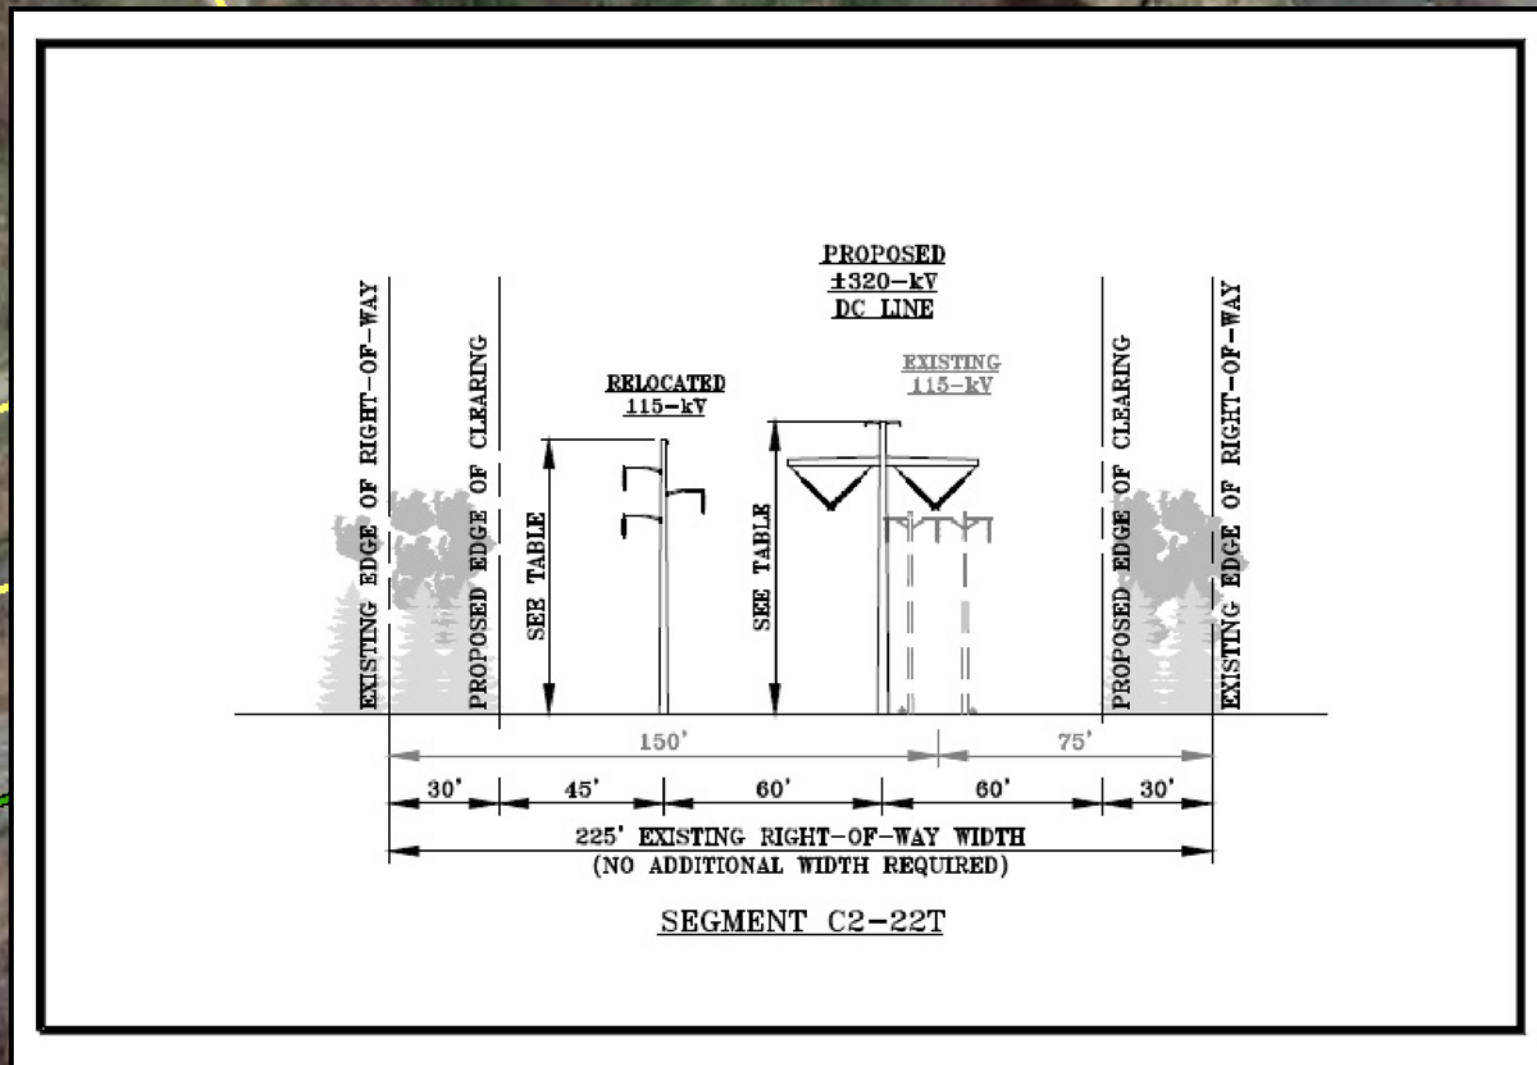 PROPOSED
±320-kV
DC LINE
EXISTING
115-kV
RELOCATED
115-kV
EXISTING EDGE OF RIGHT-OF-WAY
PROPOSED EDGE OF CLEARING
SEE TABLE
SEE TABLE
PROPOSED EDGE OF CLEARING
EXISTING EDGE OF RIGHT-OF-WAY
150' 75'
30' 45' 60' 60' 30'
225' EXISTING RIGHT-OF-WAY WIDTH
(NO ADDITIONAL WIDTH REQUIRED)
SEGMENT C2-22T